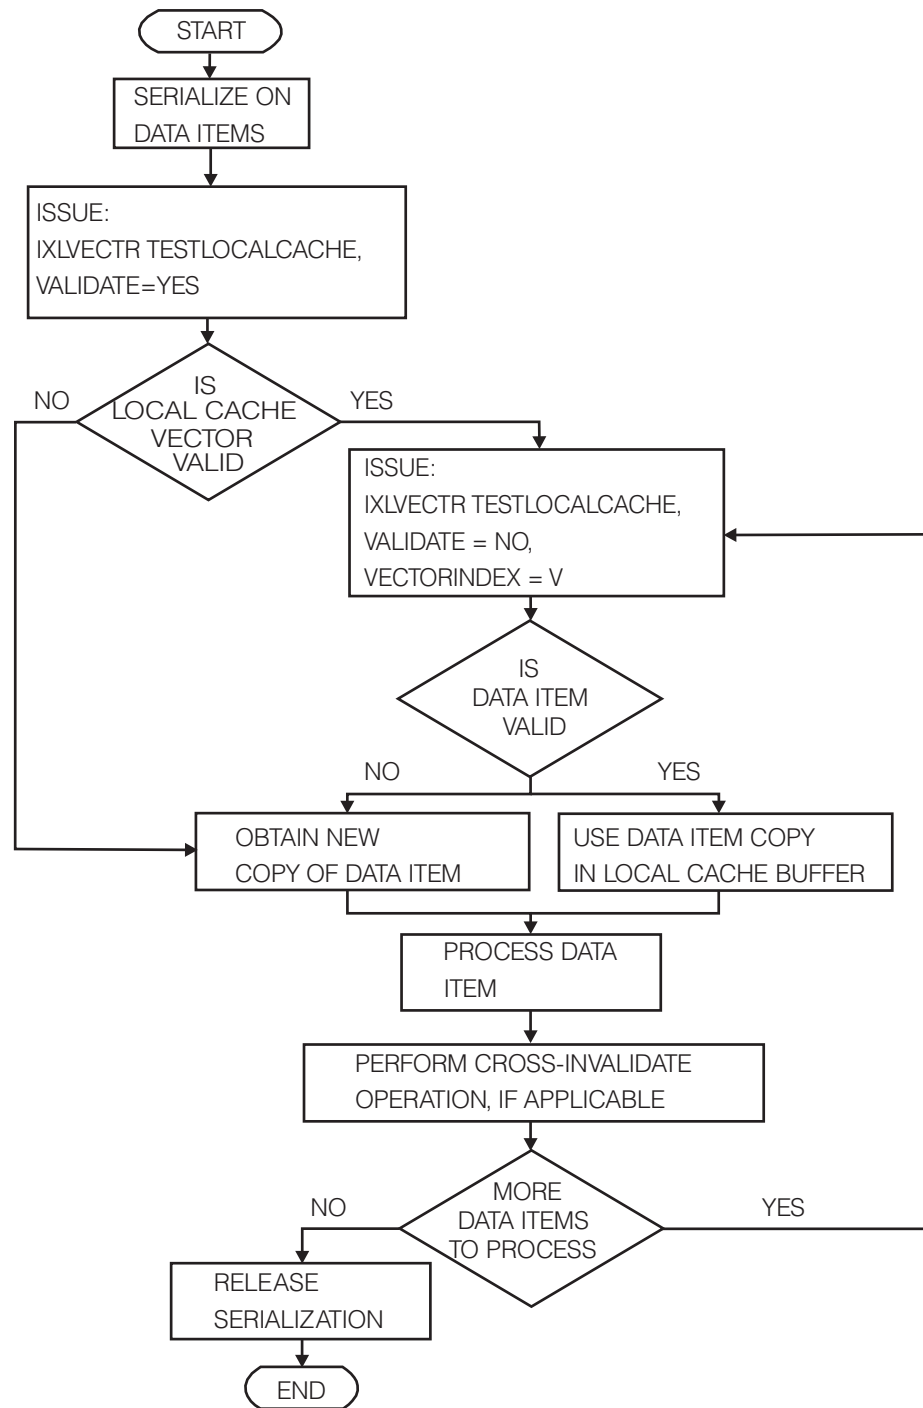 START
SERIALIZE ON
DATA ITEMS
ISSUE:
IXLVECTR TESTLOCALCACHE,
VALIDATE=YES
IS
LOCAL CACHE
VECTOR
VALID
NO
YES
ISSUE:
IXLVECTR TESTLOCALCACHE,
VALIDATE = NO,
VECTORINDEX = V
IS
DATA ITEM
VALID
NO
YES
OBTAIN NEW
COPY OF DATA ITEM
USE DATA ITEM COPY
IN LOCAL CACHE BUFFER
PROCESS DATA
ITEM
PERFORM CROSS-INVALIDATE
OPERATION, IF APPLICABLE
MORE
DATA ITEMS
TO PROCESS
NO
YES
RELEASE
SERIALIZATION
END